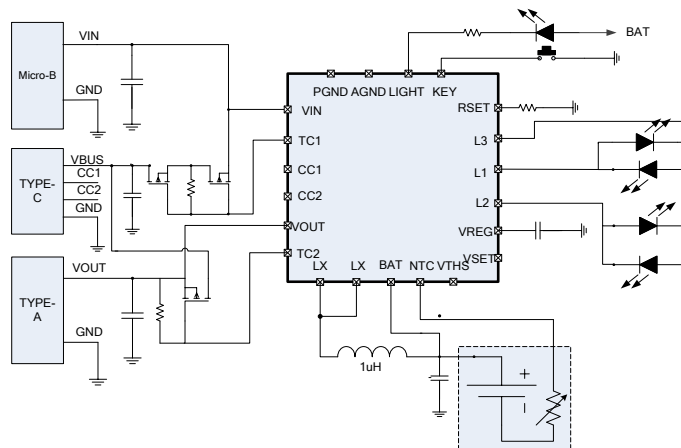 VIN
BAT
Micro-B
GND
PGND AGND LIGHT KEY
VIN
RSET
TC1
L3
VBUS
CC1
TYPE-
C
CC2
GND
CC1
L1
CC2
L2
VOUT
VREG
VOUT
TC2
VSET
LX LX BAT NTC VTHS
TYPE-
A
GND
1uH
+